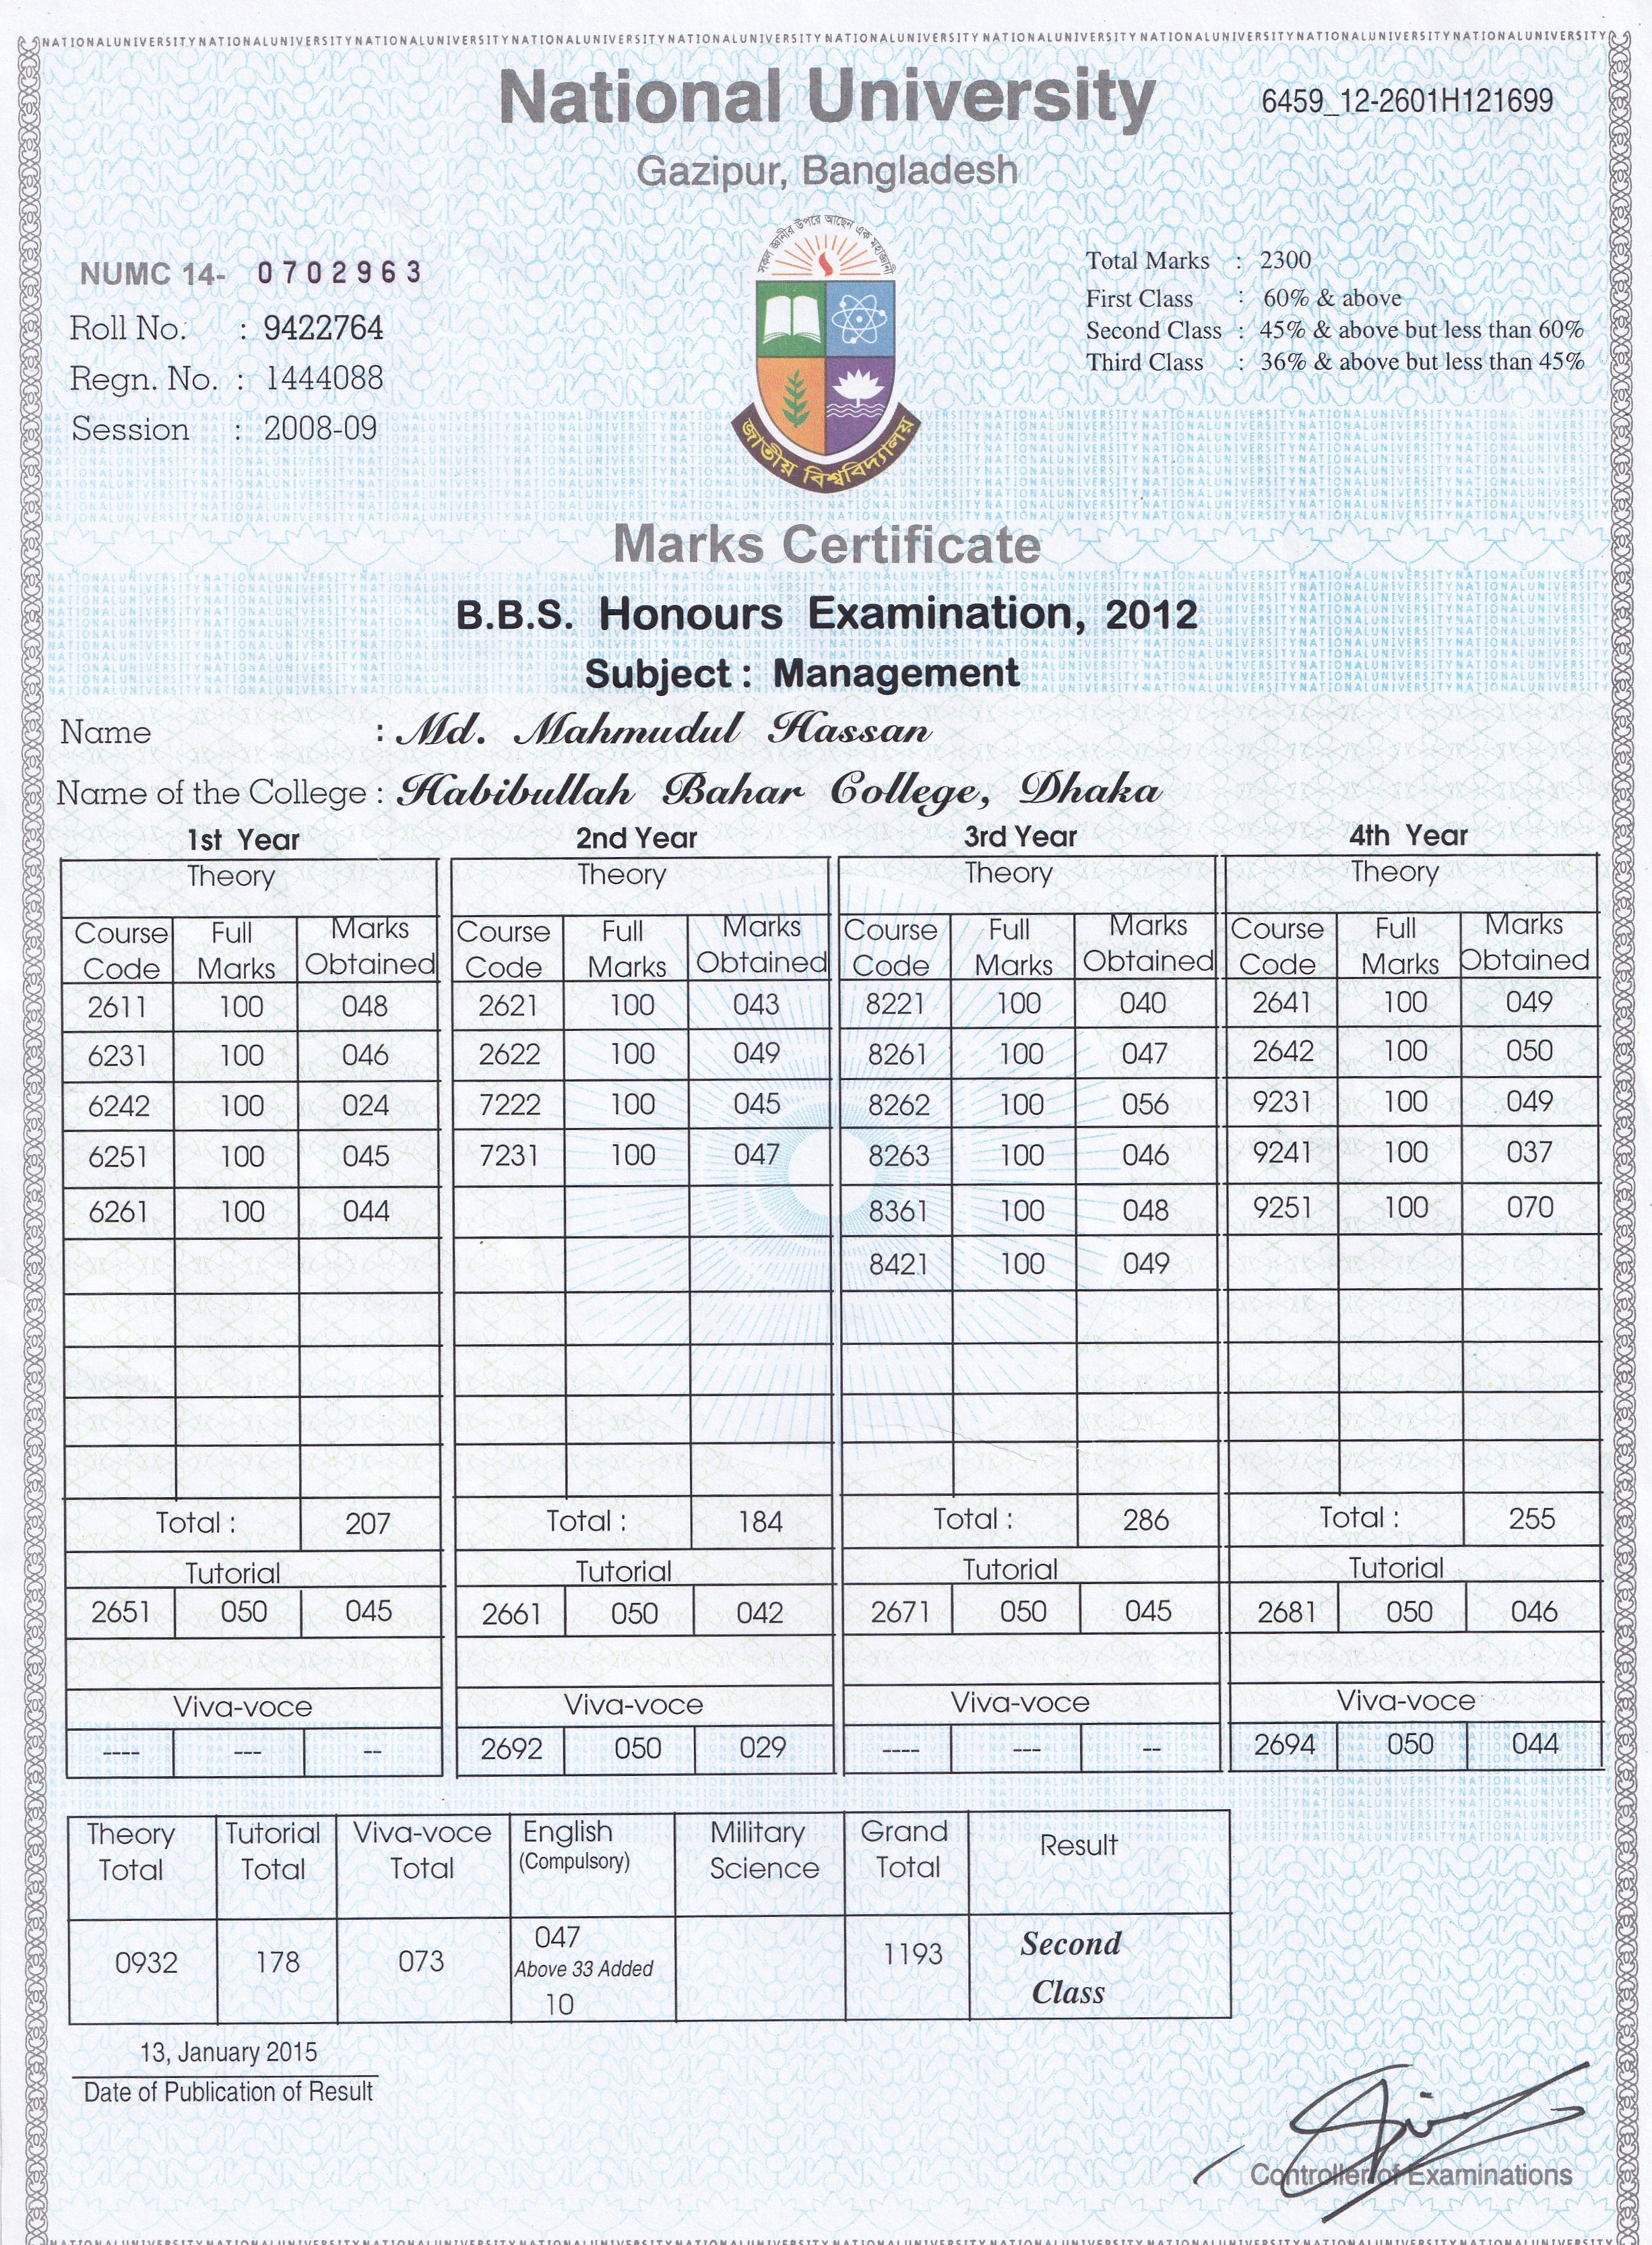 NATIONALUNIVERSITYNATIONALUNIVERSITYNATIONALUNIVERSITYNATIONALUNIVERSITYNATIONALUNIVERSITYNATIONALUNIVERSITYNATIONALUNIVERSITYNATIONALUNIVERSITYNATIONALUNIVERSITYNATIONALUNIVERSITY
National University
6459_12-2601H121699
Gazipur, Bangladesh
সকল জ্ঞানীর উপরে আছেন এক মহাজ্ঞানী
জাতীয় বিশ্ববিদ্যালয়
NUMC 14- 0702963
Roll No. : 9422764
Regn. No. : 1444088
Session : 2008-09
Total Marks : 2300
First Class : 60% & above
Second Class : 45% & above but less than 60%
Third Class : 36% & above but less than 45%
Marks Certificate
B.B.S. Honours Examination, 2012
Subject : Management
Name : Md. Mahmudul Hassan
Name of the College : Habibullah Bahar College, Dhaka
1st Year 2nd Year 3rd Year 4th Year
Theory Theory Theory Theory
Course Code Full Marks Marks Obtained Course Code Full Marks Marks Obtained Course Code Full Marks Marks Obtained Course Code Full Marks Marks Obtained
2611 100 048 2621 100 043 8221 100 040 2641 100 049
6231 100 046 2622 100 049 8261 100 047 2642 100 050
6242 100 024 7222 100 045 8262 100 056 9231 100 049
6251 100 045 7231 100 047 8263 100 046 9241 100 037
6261 100 044 8361 100 048 9251 100 070
8421 100 049
Total : 207 Total : 184 Total : 286 Total : 255
Tutorial Tutorial Tutorial Tutorial
2651 050 045 2661 050 042 2671 050 045 2681 050 046
Viva-voce Viva-voce Viva-voce Viva-voce
---- --- -- 2692 050 029 ---- --- -- 2694 050 044
Theory Total Tutorial Total Viva-voce Total English (Compulsory) Military Science Grand Total Result
0932 178 073 047 Above 33 Added 10 1193 Second Class
13, January 2015
Date of Publication of Result
Controller of Examinations